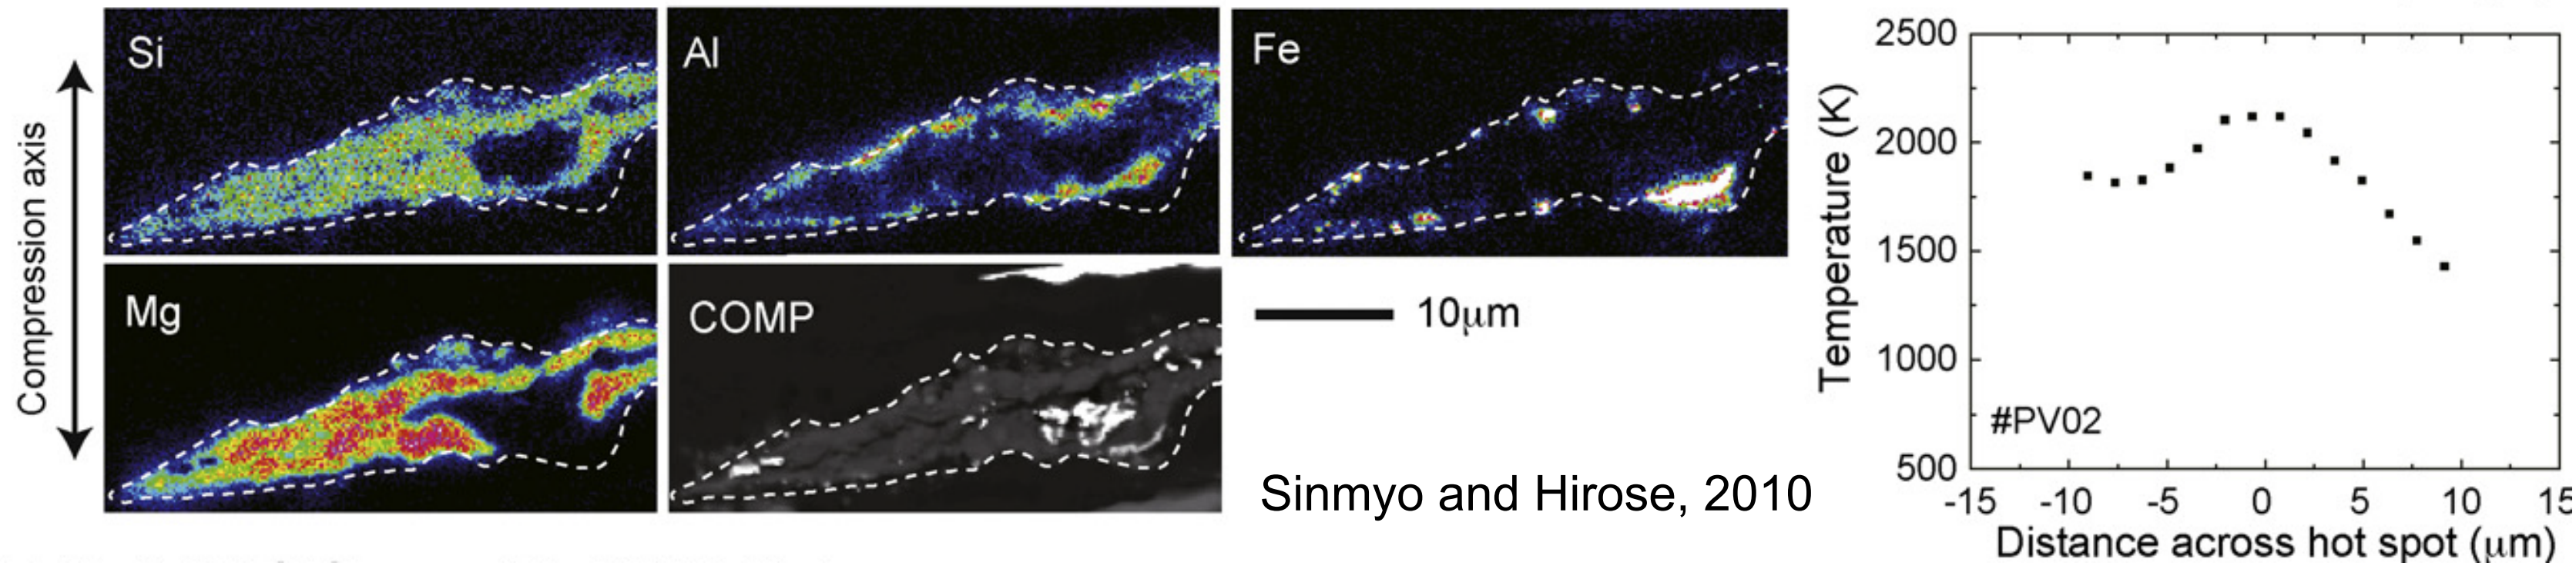 Compression axis
Si
Al
Fe
Mg
COMP
10μm
Sinmyo and Hirose, 2010
Temperature (K)
2500
2000
1500
1000
500
#PV02
-15 -10 -5 0 5 10 15
Distance across hot spot (μm)